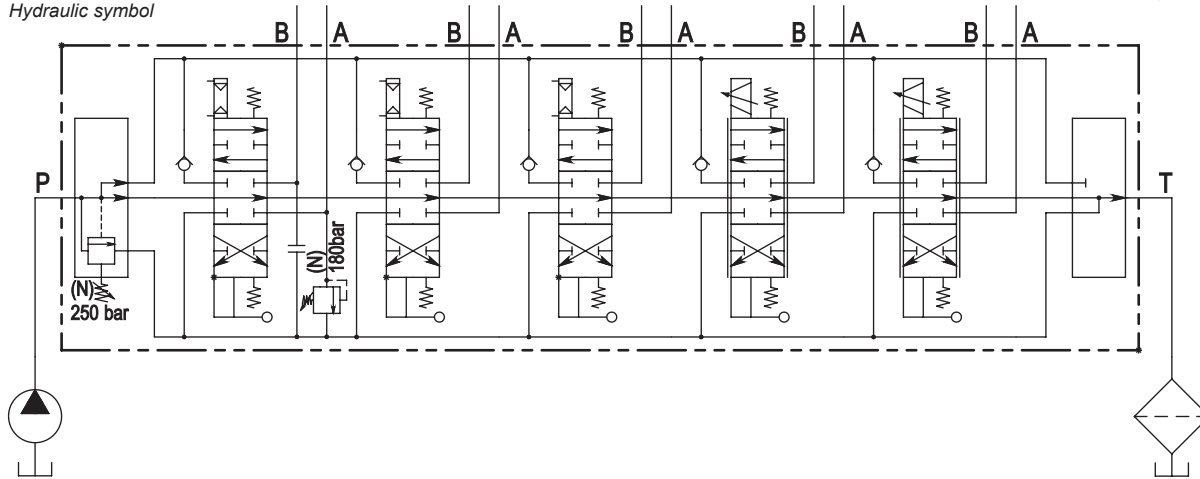 Hydraulic symbol
B A B A B A B A B A
P
T
(N)
180bar
(N)
250 bar